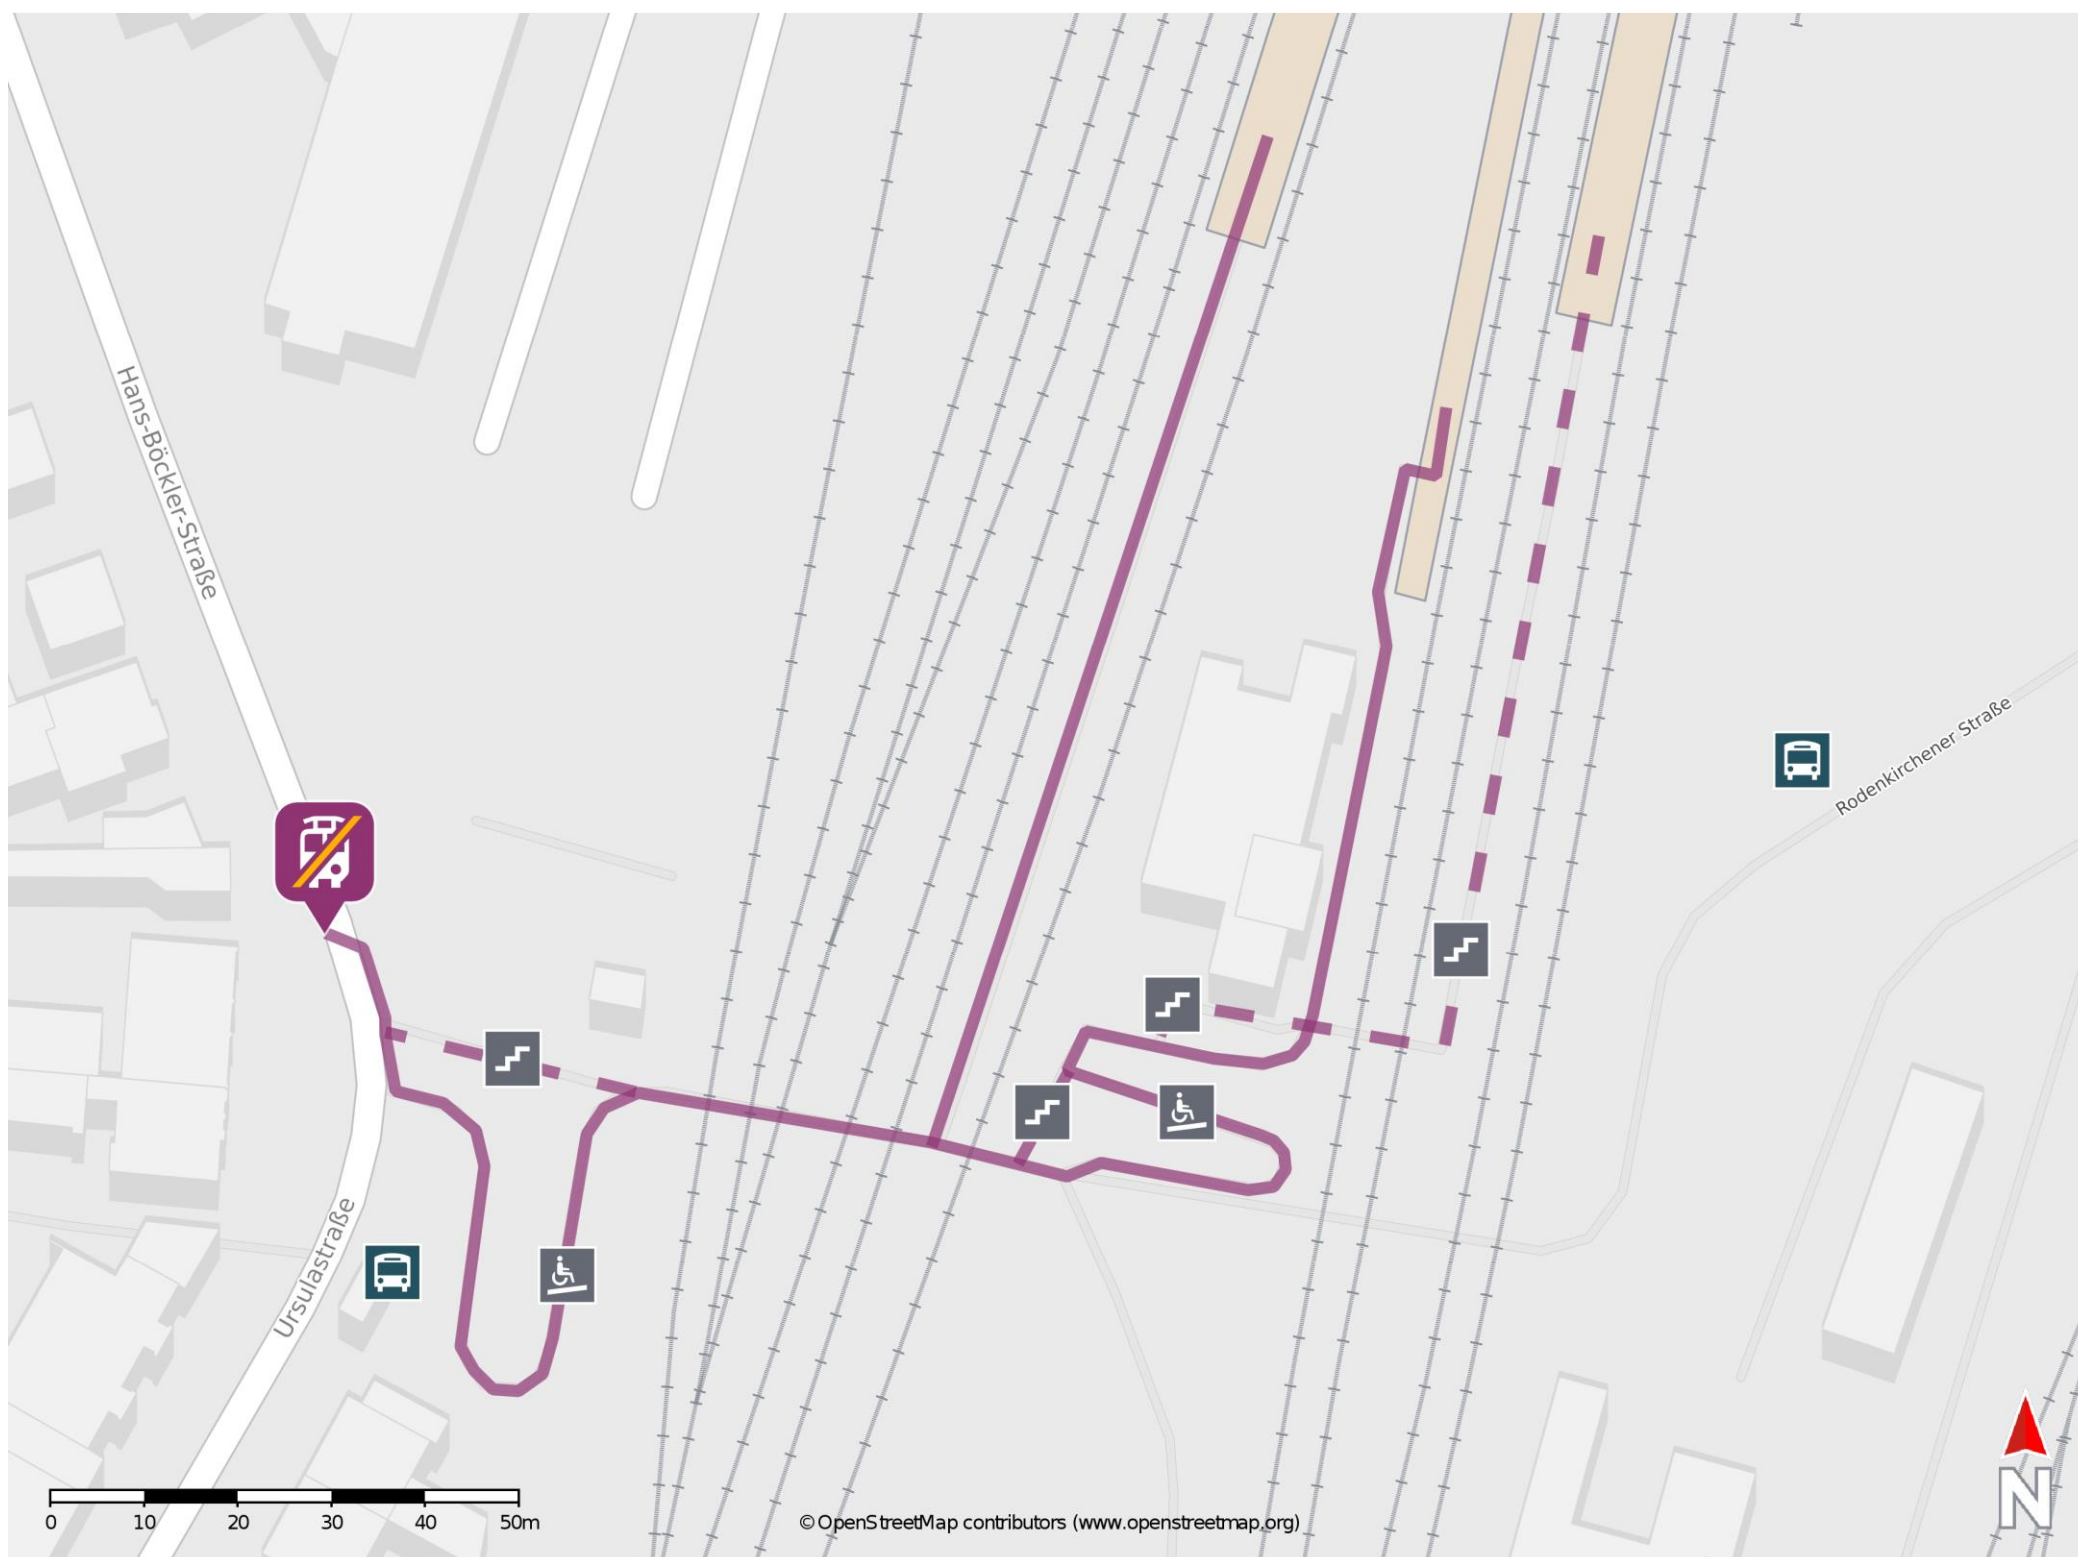 Hans-Böckler-Straße
Rodenkirchener Straße
Ursulastraße
0 10 20 30 40 50m
© OpenStreetMap contributors (www.openstreetmap.org)
N